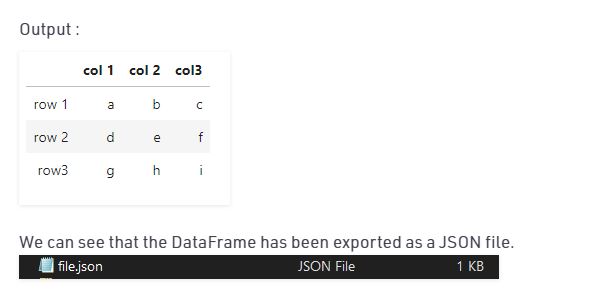 Output :
col 1 col 2 col3
row 1 a b c
row 2 d e f
row3 g h i
We can see that the DataFrame has been exported as a JSON file.
file.json JSON File 1 KB